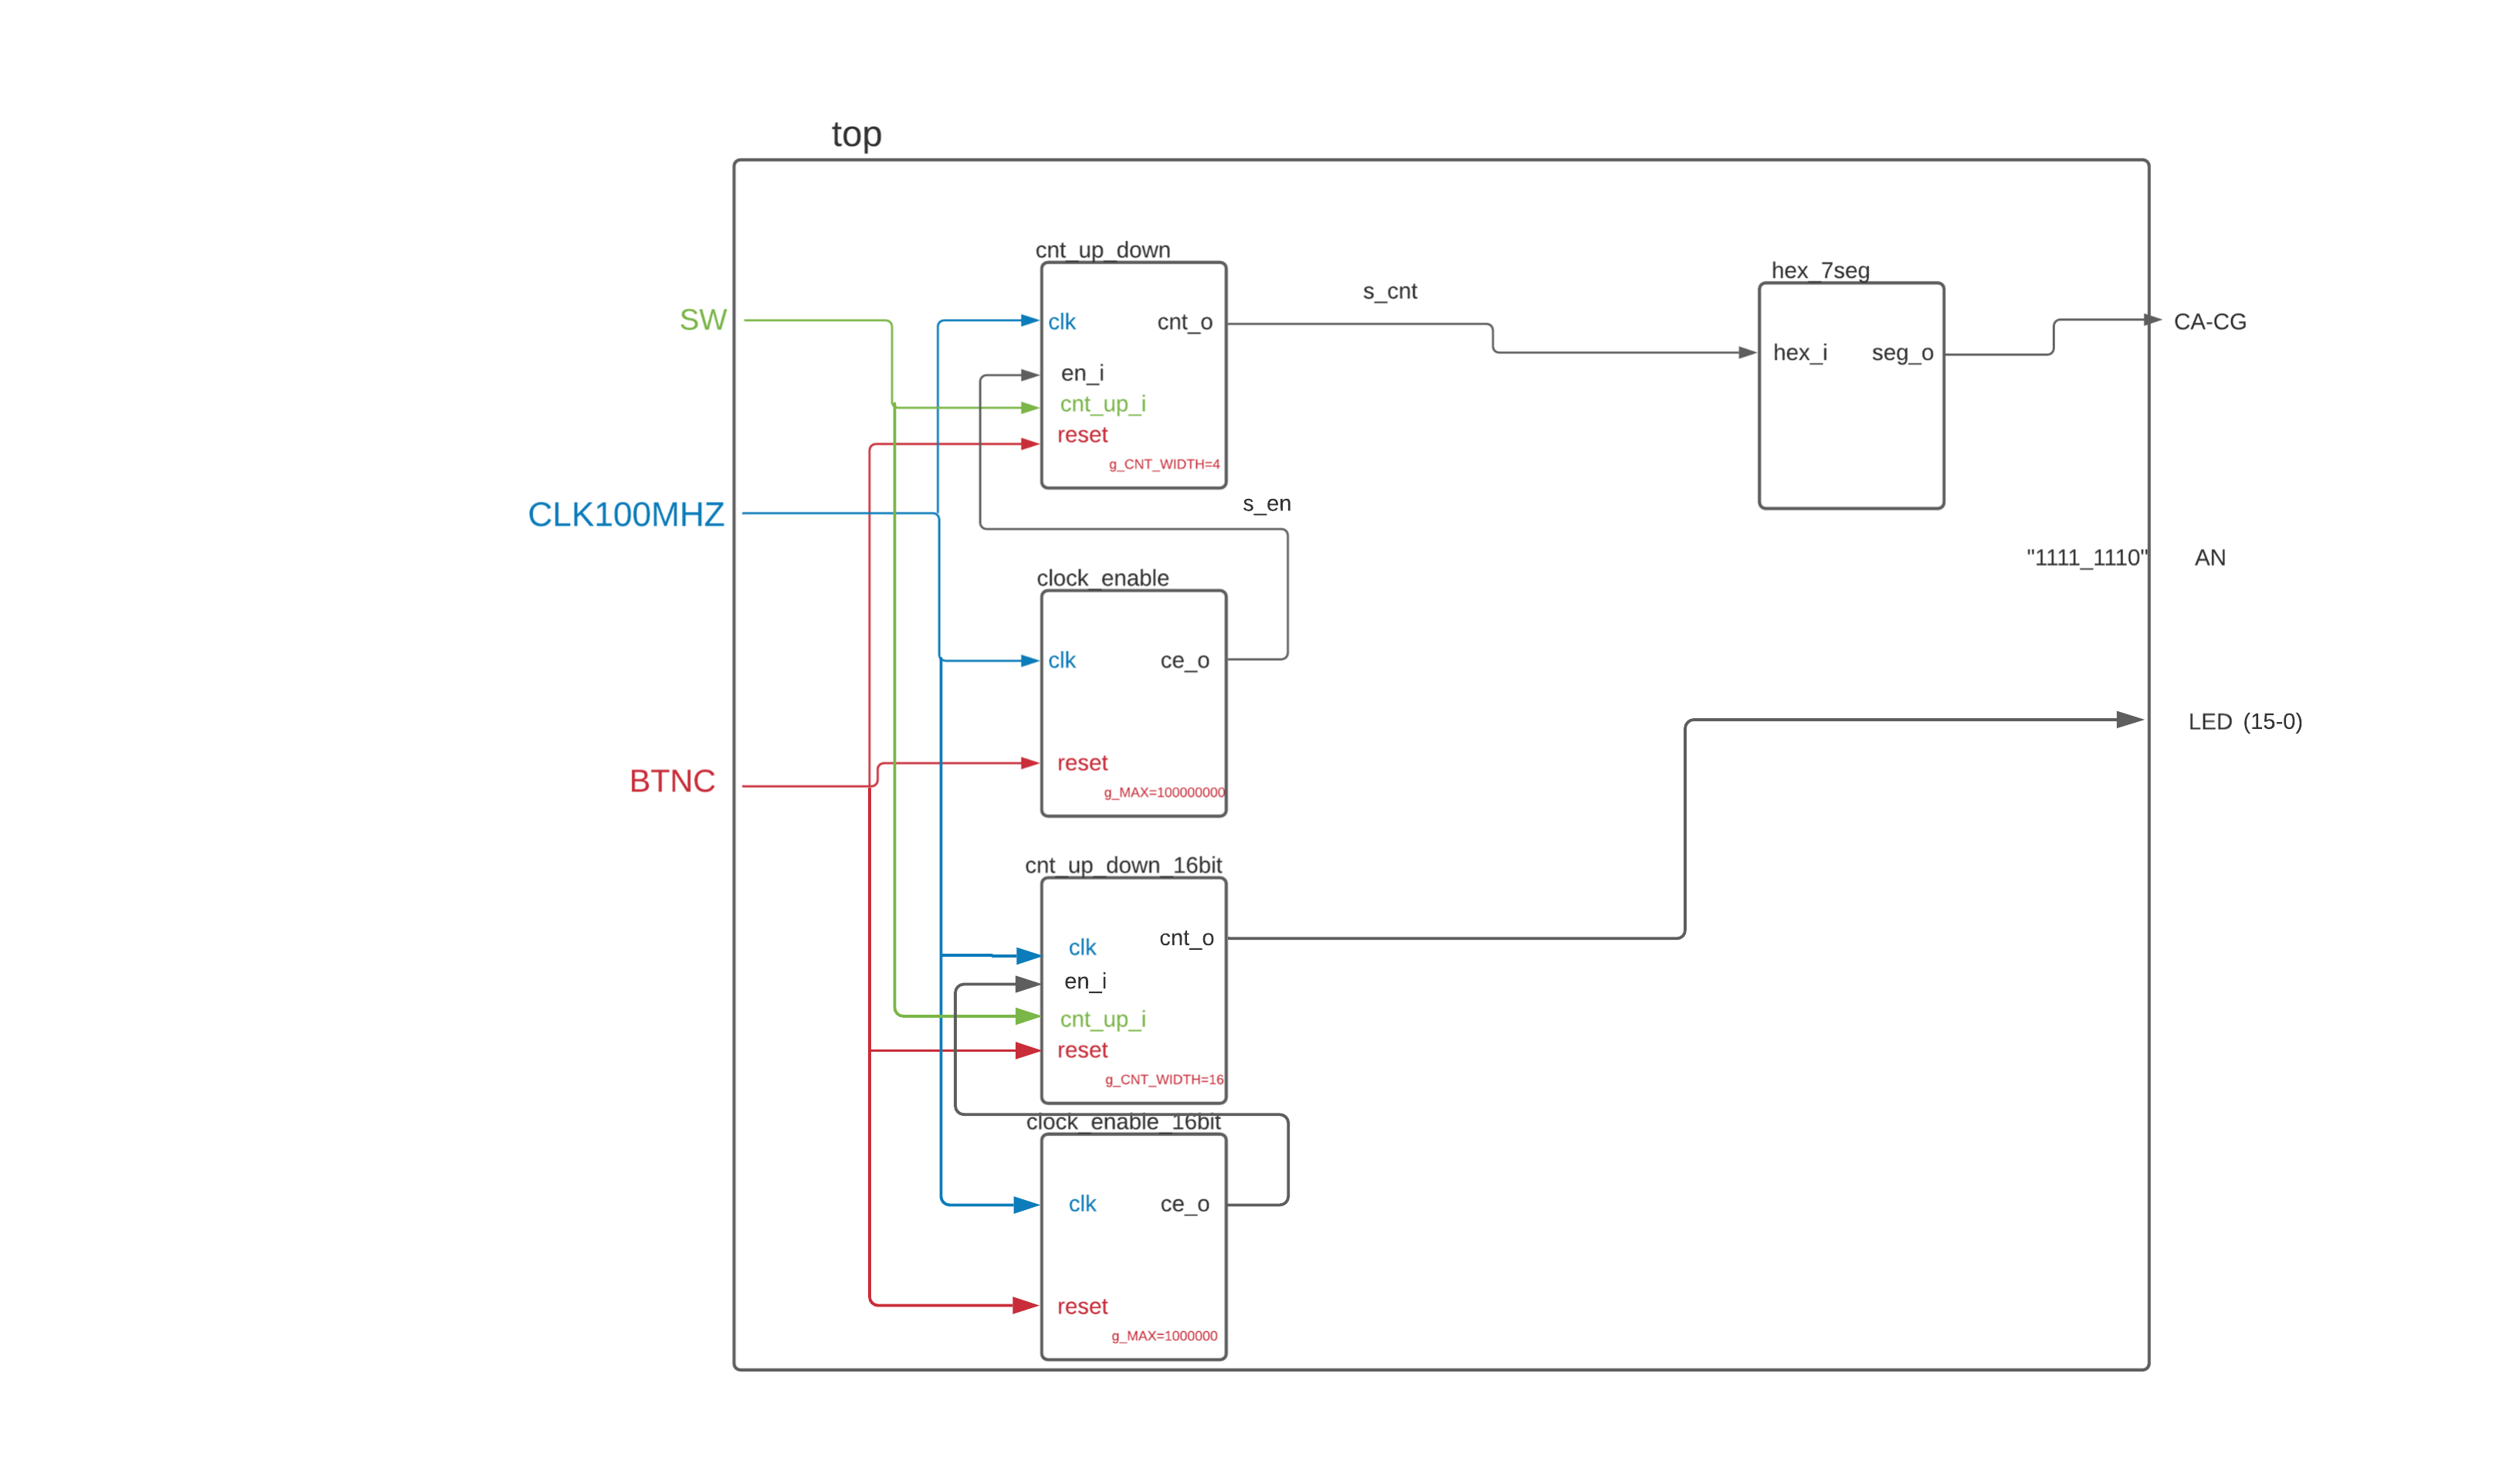 top
SW
CLK100MHZ
BTNC
cnt_up_down
clk
cnt_o
en_i
cnt_up_i
reset
g_CNT_WIDTH=4
s_cnt
hex_7seg
hex_i
seg_o
CA-CG
s_en
clock_enable
clk
ce_o
reset
g_MAX=100000000
"1111_1110"
AN
LED (15-0)
cnt_up_down_16bit
clk
cnt_o
en_i
cnt_up_i
reset
g_CNT_WIDTH=16
clock_enable_16bit
clk
ce_o
reset
g_MAX=1000000